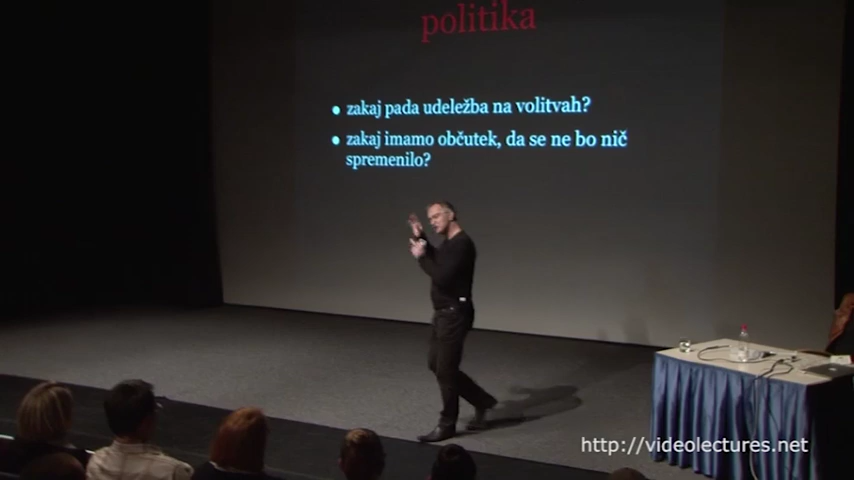 politika
• zakaj pada udeležba na volitvah?
• zakaj imamo občutek, da se ne bo nič
spremenilo?
http://videolectures.net